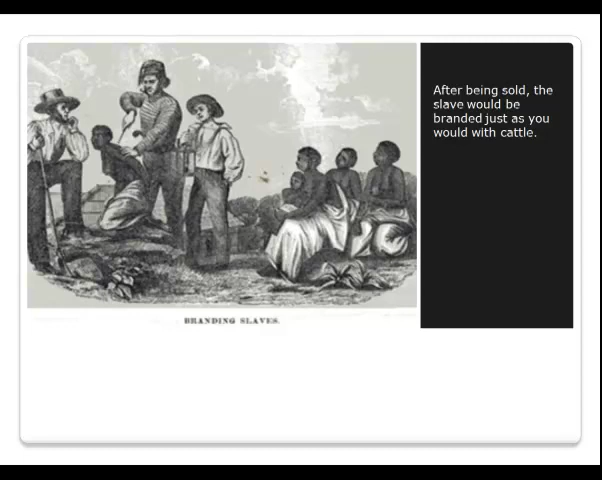 After being sold, the
slave would be
branded just as you
would with cattle.
BRANDING SLAVES.